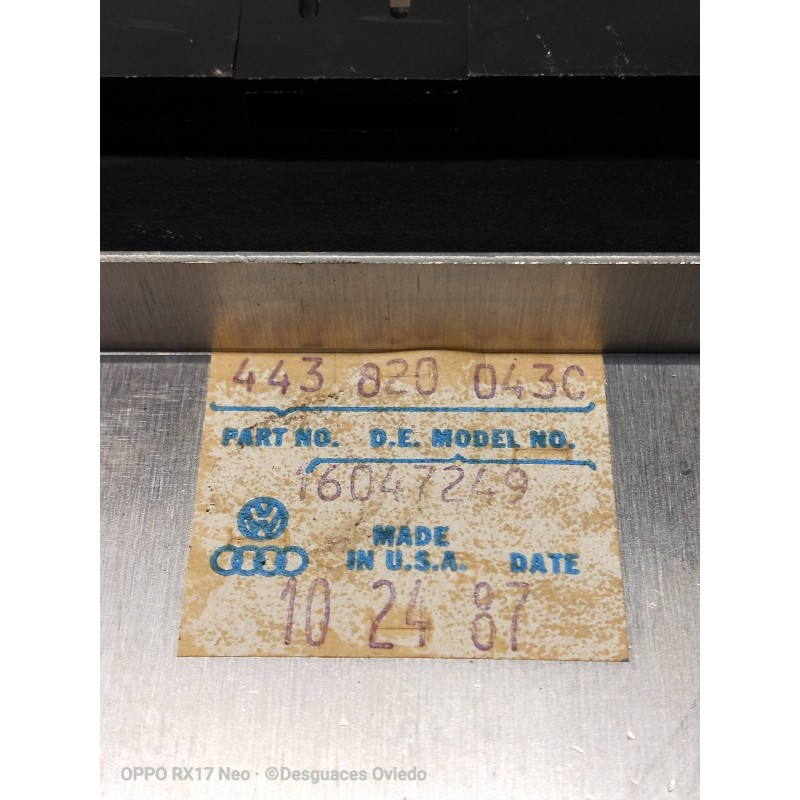 443 820 043C
PART NO. D.E. MODEL NO.
16047249
MADE
IN U.S.A. DATE
10 24 87
OPPO RX17 Neo · ©Desguaces Oviedo